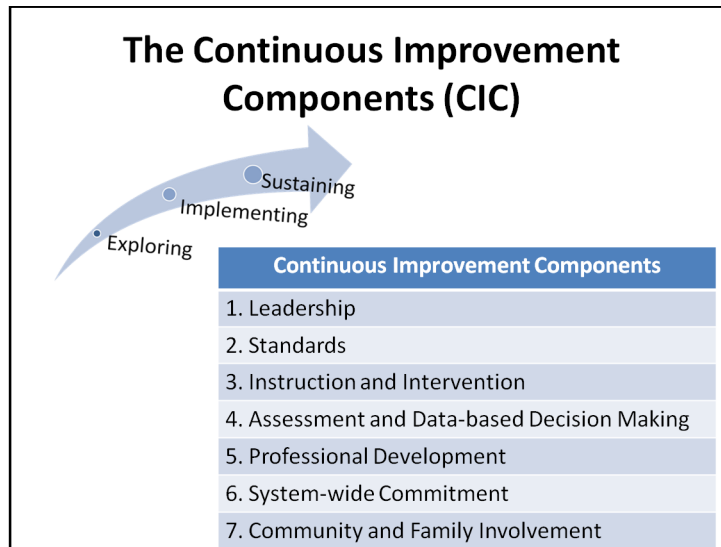 The Continuous Improvement
Components (CIC)
Sustaining
Implementing
Exploring
Continuous Improvement Components
1. Leadership
2. Standards
3. Instruction and Intervention
4. Assessment and Data-based Decision Making
5. Professional Development
6. System-wide Commitment
7. Community and Family Involvement